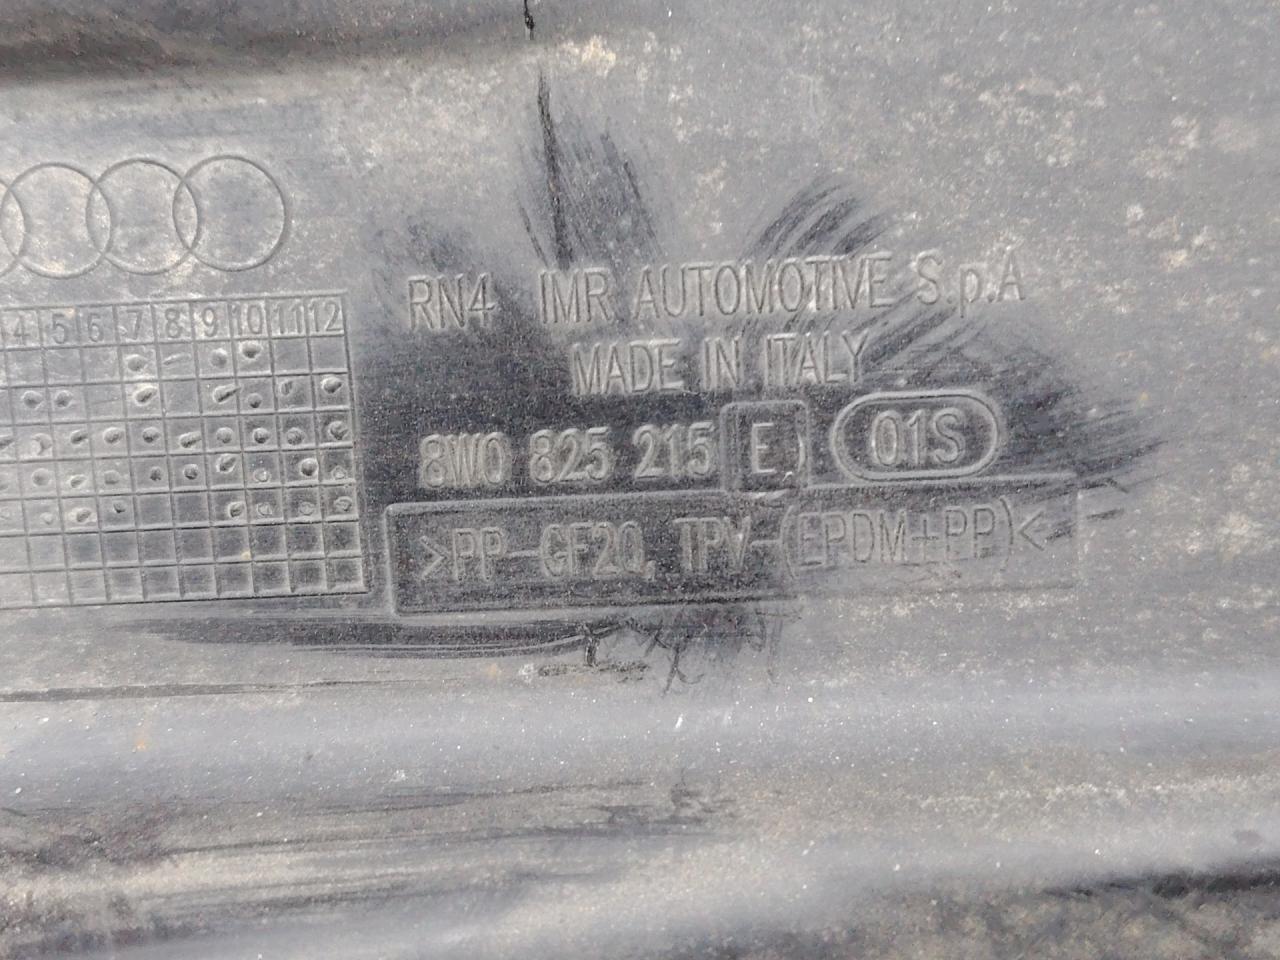 RN4 IMR AUTOMOTIVE S.p.A
MADE IN ITALY
4 5 6 7 8 9 10 11 12
8W0 825 215 E 01S
>PP-GF20, TPV-(EPDM+PP)<